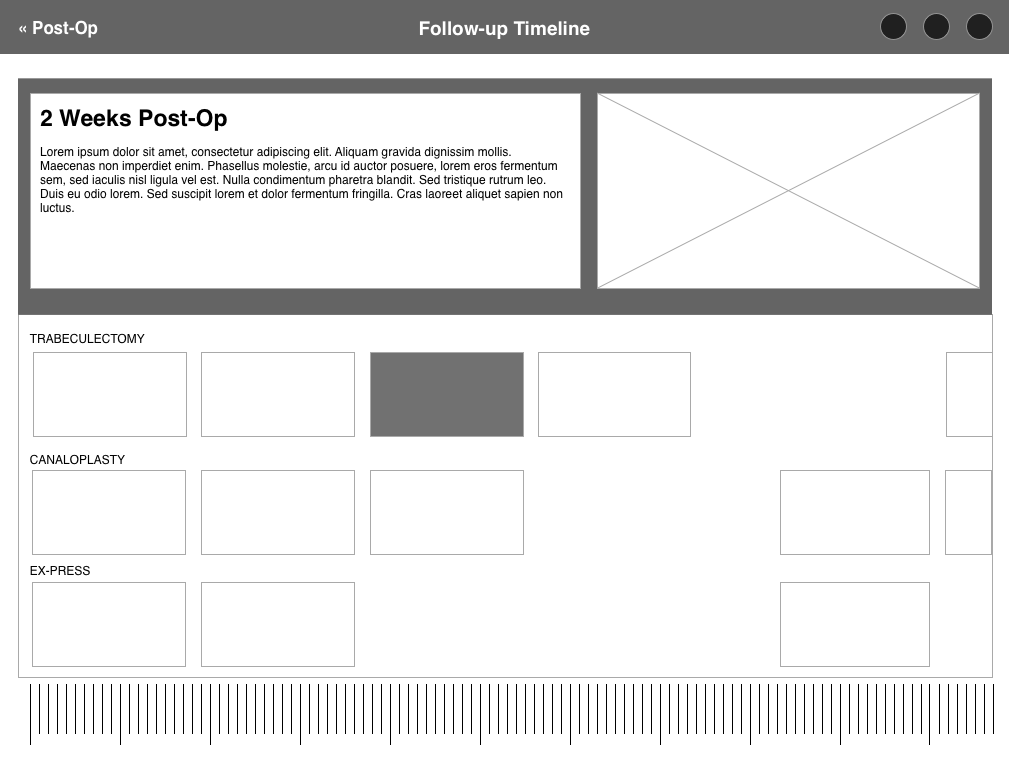 « Post-Op
Follow-up Timeline
2 Weeks Post-Op
Lorem ipsum dolor sit amet, consectetur adipiscing elit. Aliquam gravida dignissim mollis.
Maecenas non imperdiet enim. Phasellus molestie, arcu id auctor posuere, lorem eros fermentum
sem, sed iaculis nisl ligula vel est. Nulla condimentum pharetra blandit. Sed tristique rutrum leo.
Duis eu odio lorem. Sed suscipit lorem et dolor fermentum fringilla. Cras laoreet aliquet sapien non
luctus.
TRABECULECTOMY
CANALOPLASTY
EX-PRESS